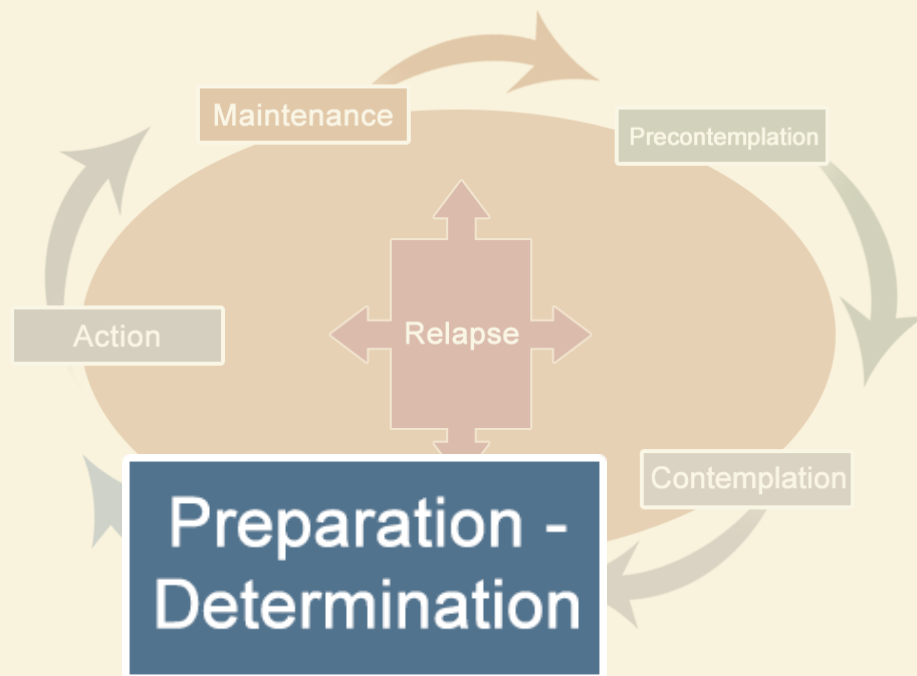 Maintenance
Precontemplation
Relapse
Action
Contemplation
Preparation -
Determination